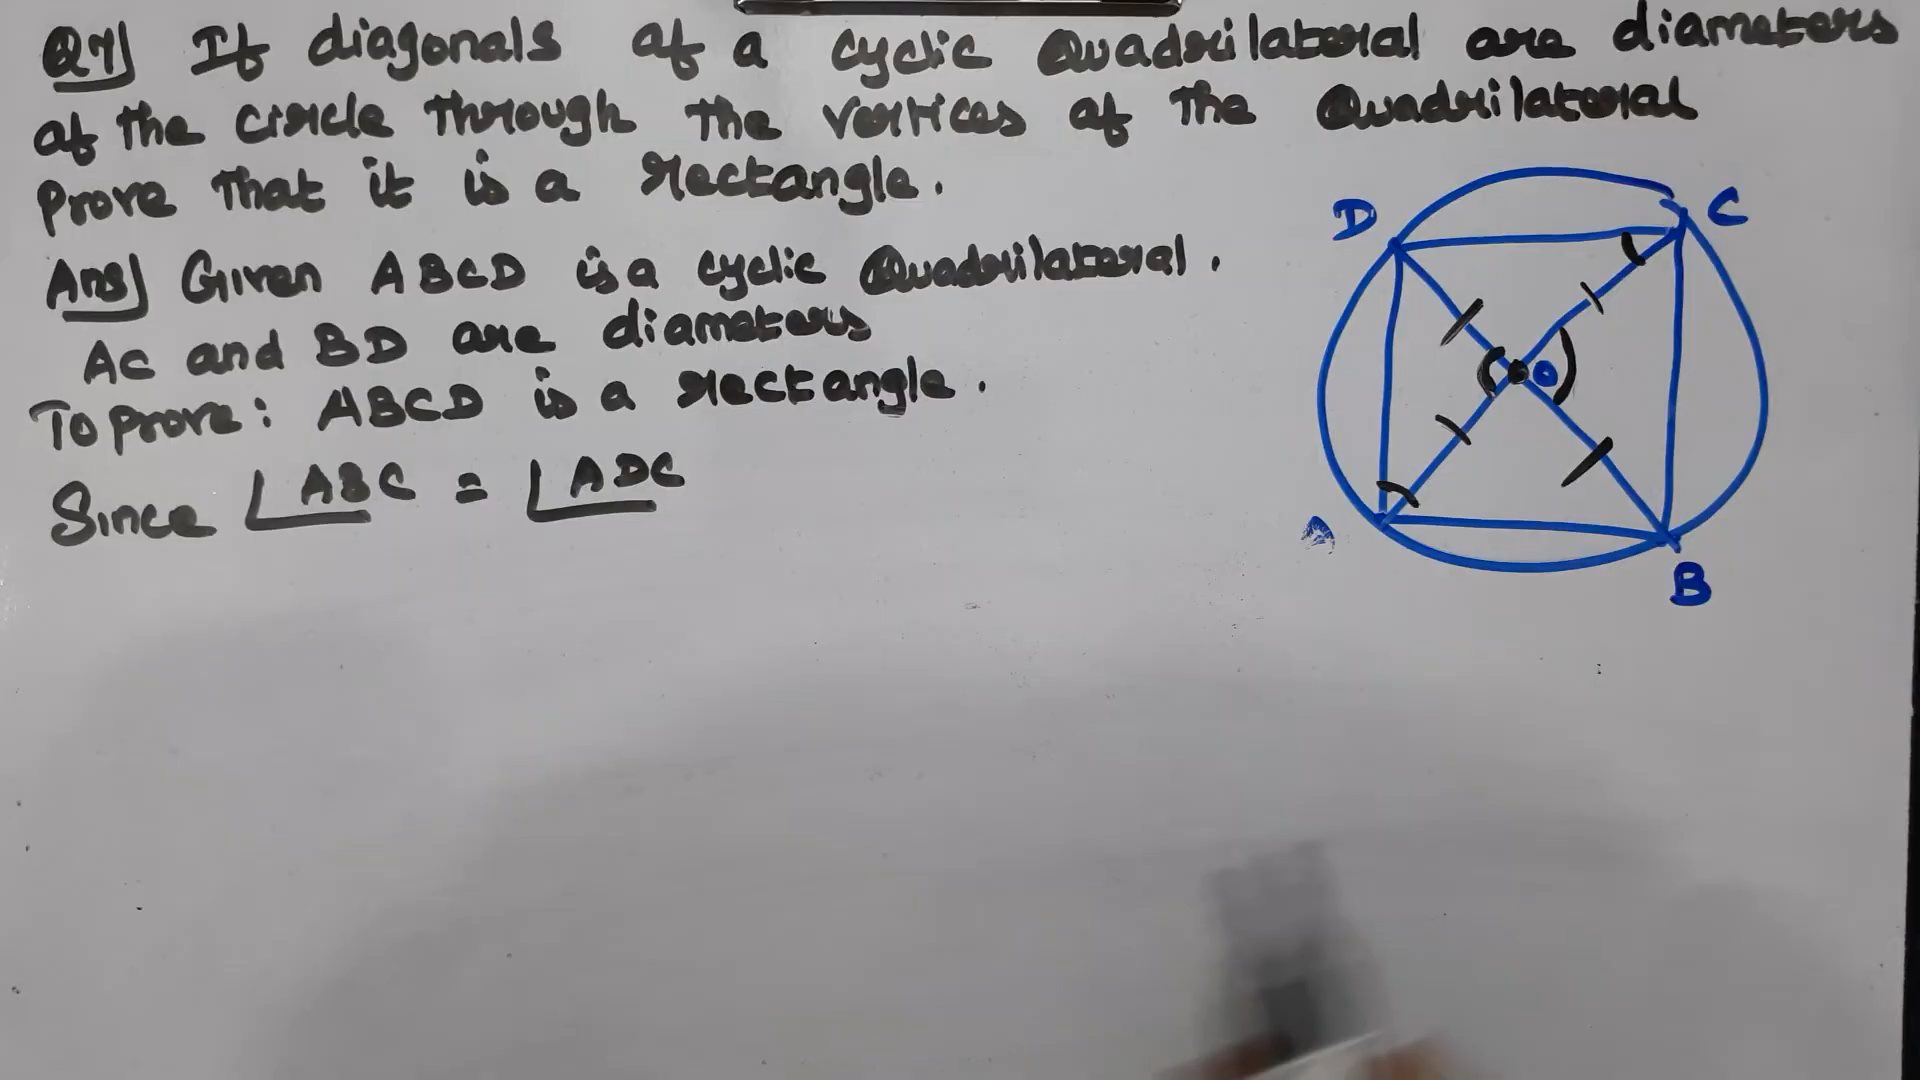 Q7] If diagonals of a cyclic Quadrilateral are diameters
of the circle through the vertices of the Quadrilateral
Prove that it is a rectangle.
Ans] Given ABCD is a cyclic Quadrilateral.
AC and BD are diameters
To prove: ABCD is a rectangle.
Since ∠ABC = ∠ADC
D C
O
A
B